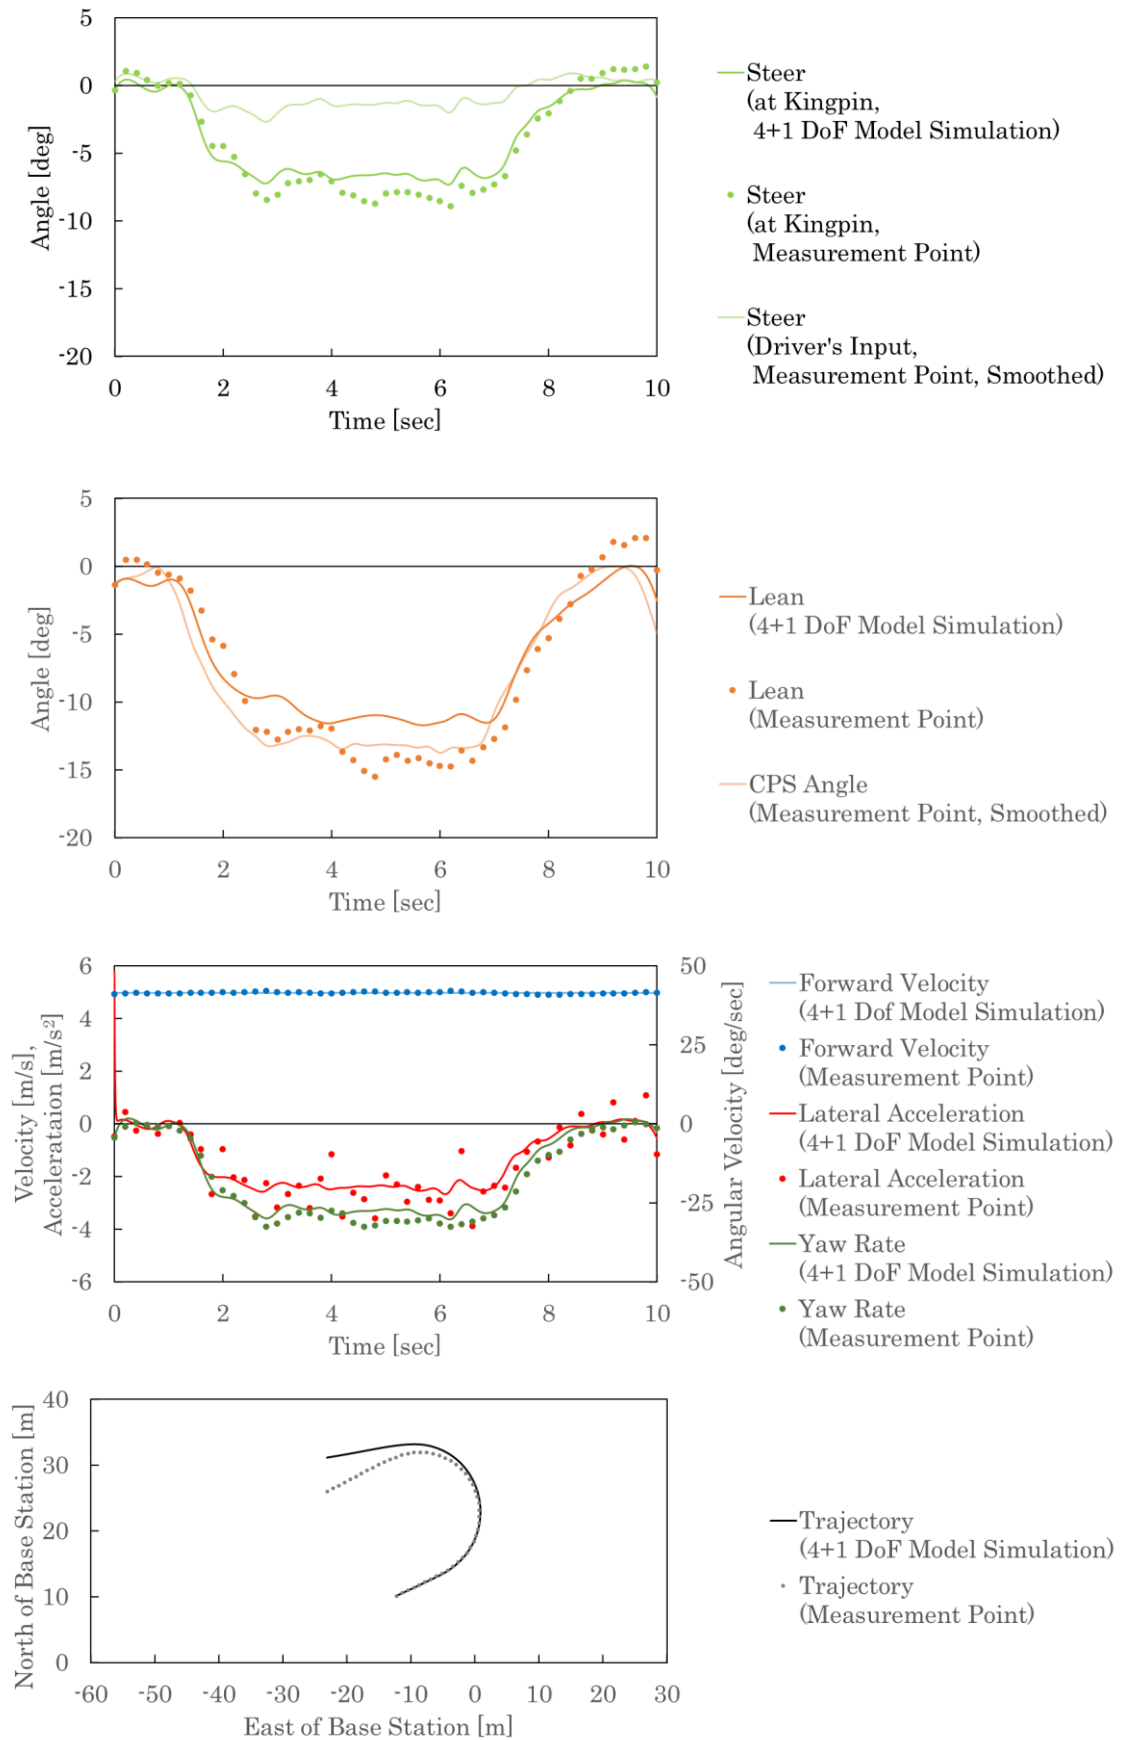 5
0
-5
-10
-15
-20
Angle [deg]
0 2 4 6 8 10
Time [sec]
Steer
(at Kingpin,
4+1 DoF Model Simulation)
Steer
(at Kingpin,
Measurement Point)
Steer
(Driver's Input,
Measurement Point, Smoothed)
5
0
-5
-10
-15
-20
Angle [deg]
0 2 4 6 8 10
Time [sec]
Lean
(4+1 DoF Model Simulation)
Lean
(Measurement Point)
CPS Angle
(Measurement Point, Smoothed)
6
4
2
0
-2
-4
-6
Velocity [m/s],
Accelerataion [m/s²]
50
25
0
-25
-50
Angular Velocity [deg/sec]
0 2 4 6 8 10
Time [sec]
Forward Velocity
(4+1 Dof Model Simulation)
Forward Velocity
(Measurement Point)
Lateral Acceleration
(4+1 DoF Model Simulation)
Lateral Acceleration
(Measurement Point)
Yaw Rate
(4+1 DoF Model Simulation)
Yaw Rate
(Measurement Point)
40
30
20
10
0
North of Base Station [m]
-60 -50 -40 -30 -20 -10 0 10 20 30
East of Base Station [m]
Trajectory
(4+1 DoF Model Simulation)
Trajectory
(Measurement Point)